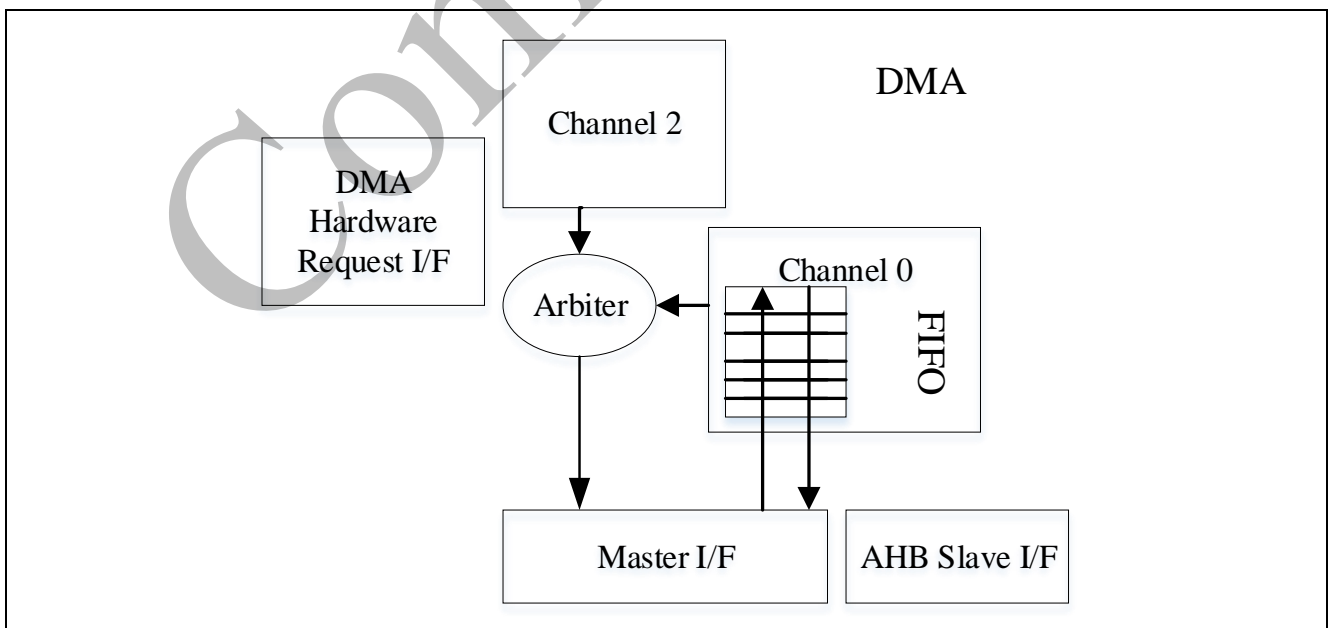 DMA
Channel 2
DMA
Hardware
Request I/F
Channel 0
Arbiter
FIFO
Master I/F
AHB Slave I/F